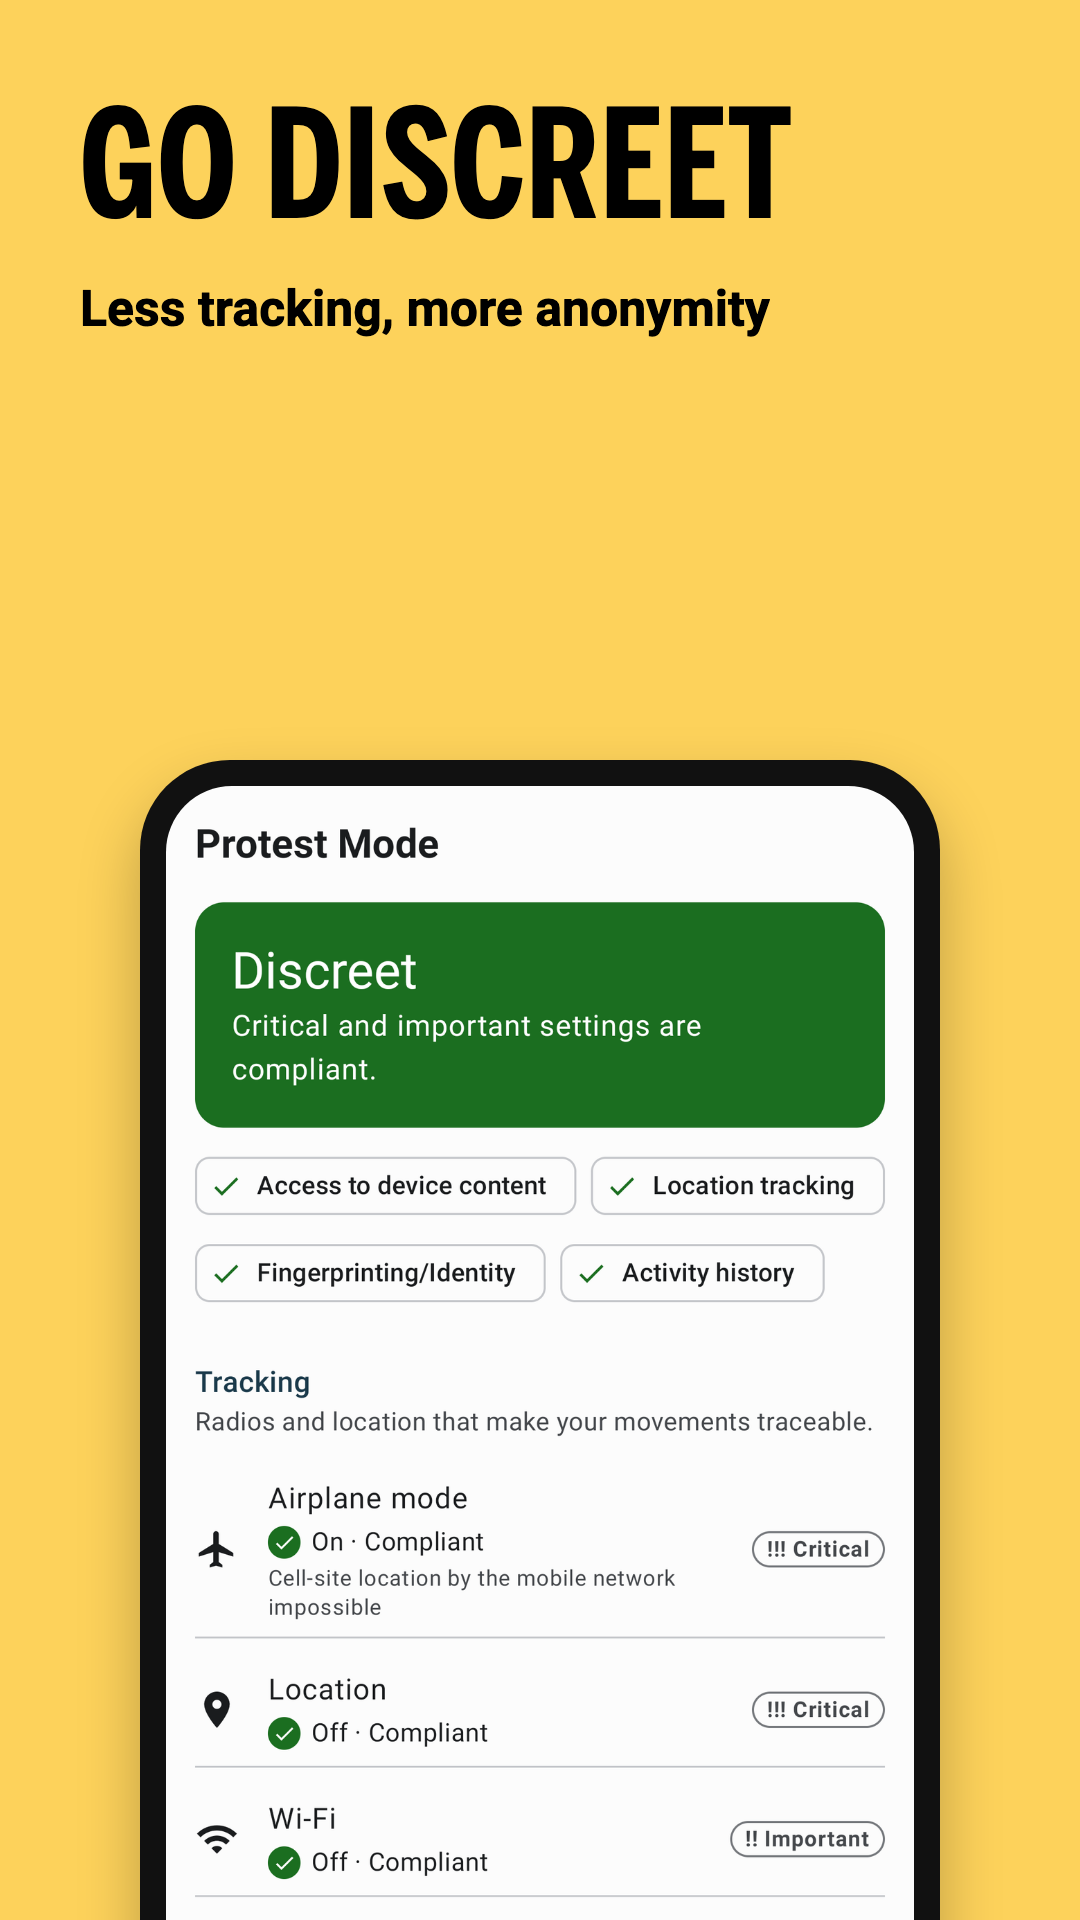 GO DISCREET
Less tracking, more anonymity
Protest Mode
Discreet
Critical and important settings are
compliant.
Access to device content
Location tracking
Fingerprinting/Identity
Activity history
Tracking
Radios and location that make your movements traceable.
Airplane mode
On · Compliant
Cell-site location by the mobile network
impossible
!!! Critical
Location
Off · Compliant
!!! Critical
Wi-Fi
Off · Compliant
!! Important